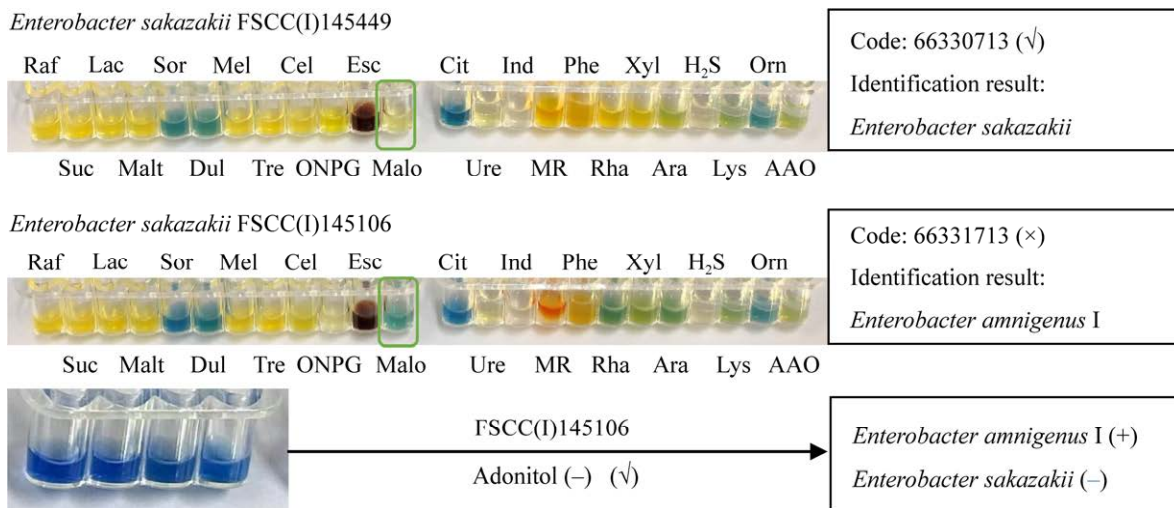 Enterobacter sakazakii FSCC(I)145449
Raf Lac Sor Mel Cel Esc Cit Ind Phe Xyl H₂S Orn
Suc Malt Dul Tre ONPG Malo Ure MR Rha Ara Lys AAO
Code: 66330713 (√)
Identification result:
Enterobacter sakazakii
Enterobacter sakazakii FSCC(I)145106
Raf Lac Sor Mel Cel Esc Cit Ind Phe Xyl H₂S Orn
Suc Malt Dul Tre ONPG Malo Ure MR Rha Ara Lys AAO
Code: 66331713 (×)
Identification result:
Enterobacter amnigenus I
FSCC(I)145106
Adonitol (–) (√)
Enterobacter amnigenus I (+)
Enterobacter sakazakii (–)